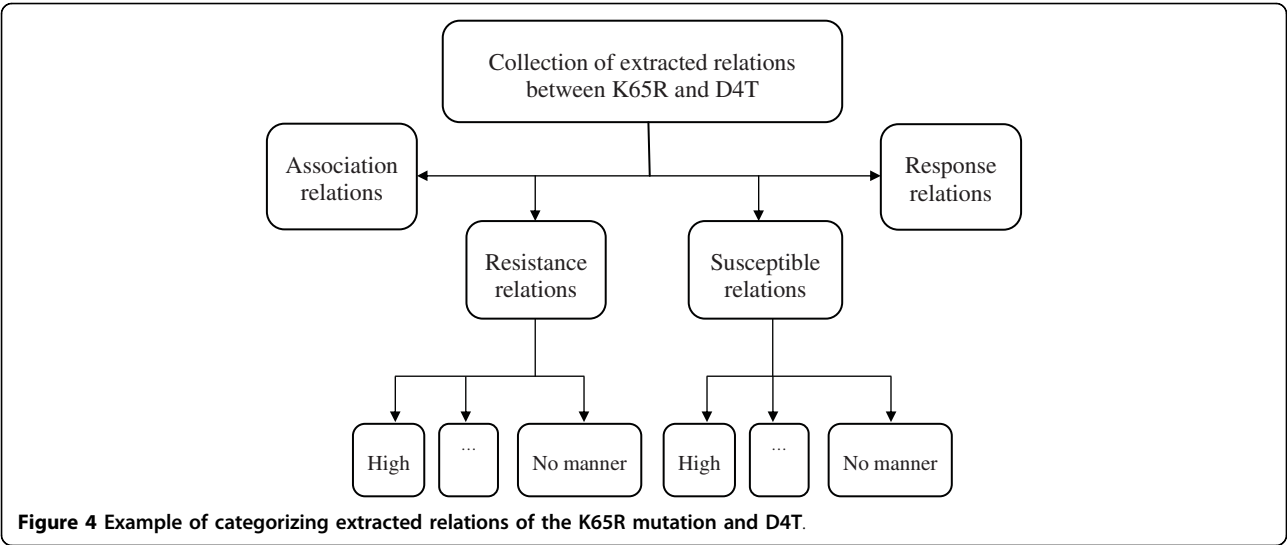 Collection of extracted relations
between K65R and D4T
Association
relations
Response
relations
Resistance
relations
Susceptible
relations
High
...
No manner
High
...
No manner
Figure 4 Example of categorizing extracted relations of the K65R mutation and D4T.